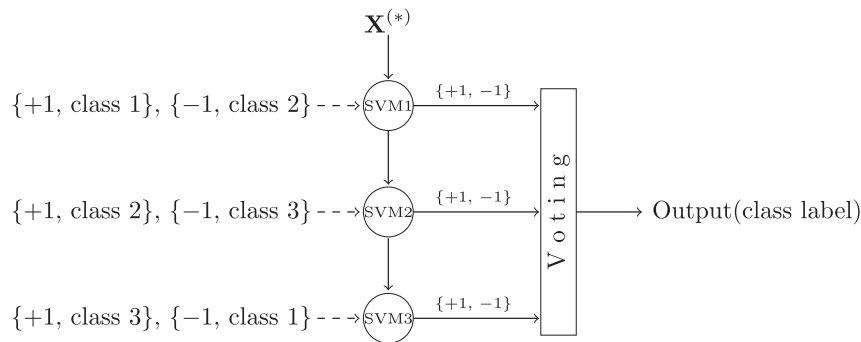 X(*)
{+1, class 1}, {−1, class 2} SVM1 {+1, −1}
{+1, class 2}, {−1, class 3} SVM2 {+1, −1} Voting Output(class label)
{+1, class 3}, {−1, class 1} SVM3 {+1, −1}